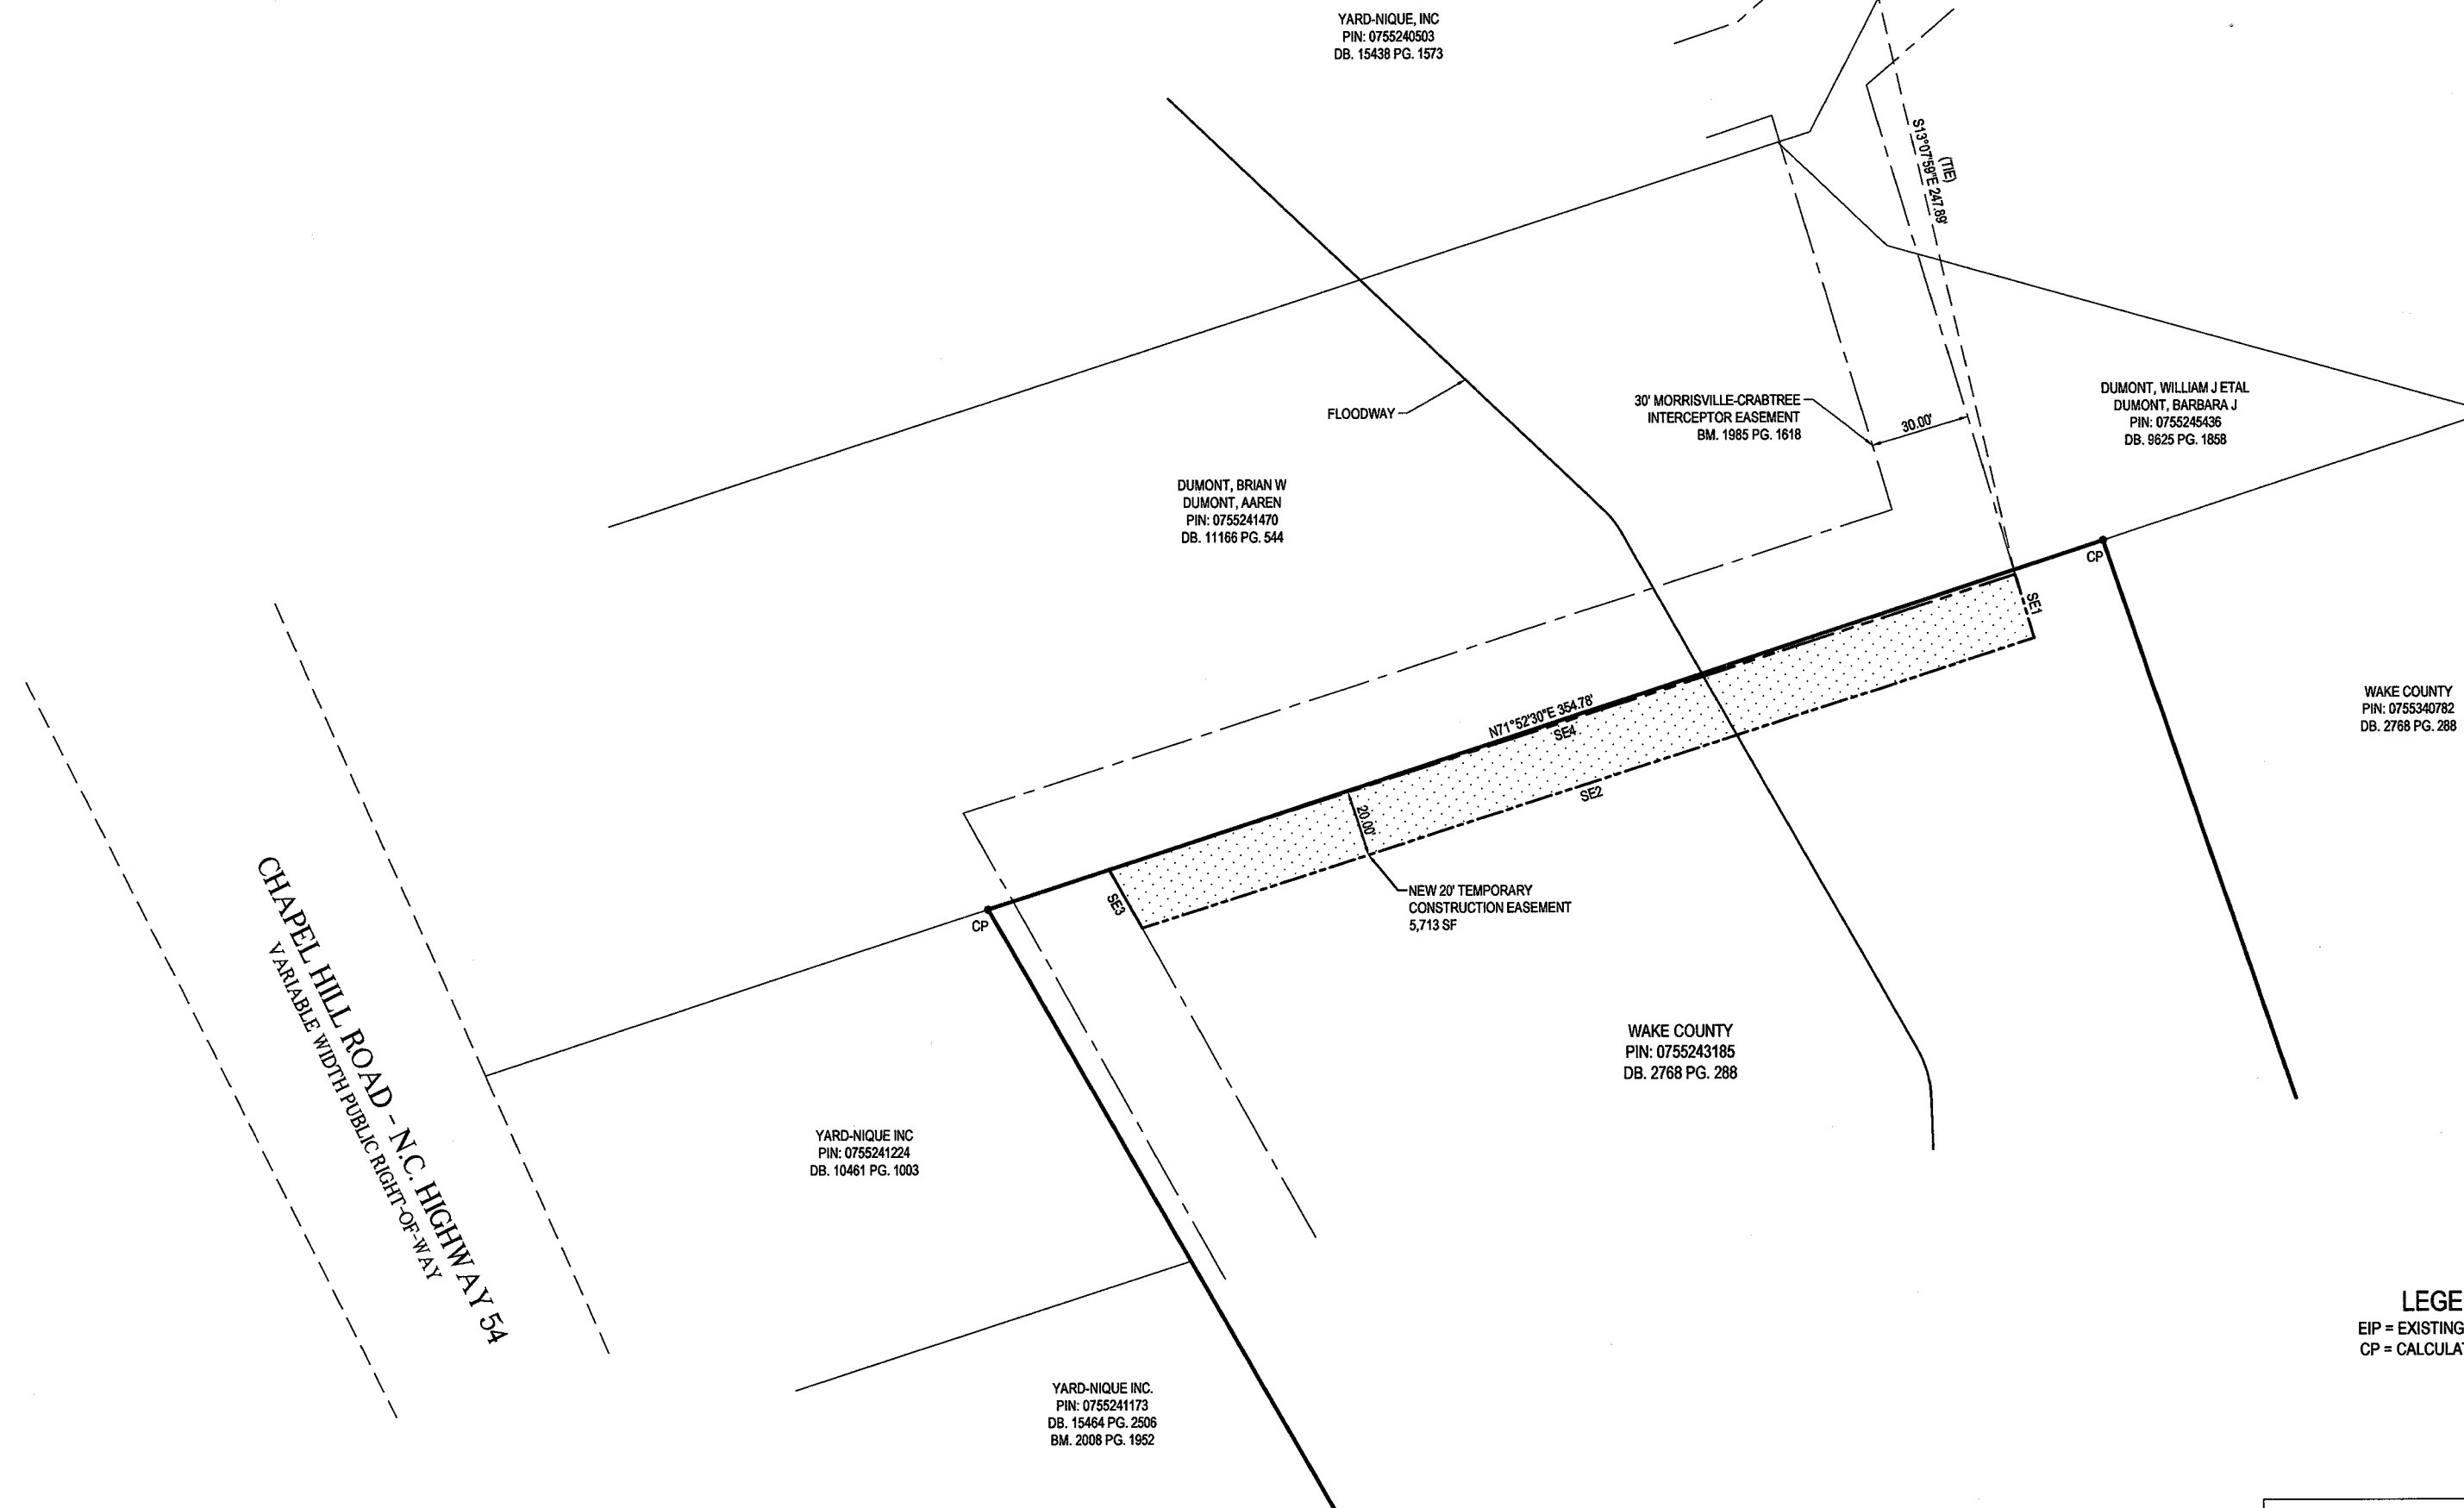 YARD-NIQUE, INC
PIN: 0755240503
DB. 15438 PG. 1573
(TIE)
S13°07'59"E 247.89'
FLOODWAY
30' MORRISVILLE-CRABTREE
INTERCEPTOR EASEMENT
BM. 1985 PG. 1618
30.00'
DUMONT, WILLIAM J ETAL
DUMONT, BARBARA J
PIN: 0755245436
DB. 9625 PG. 1858
DUMONT, BRIAN W
DUMONT, AAREN
PIN: 0755241470
DB. 11166 PG. 544
CP
SE1
WAKE COUNTY
PIN: 0755340782
DB. 2768 PG. 288
N71°52'30"E 354.78'
SE4
SE2
20.00'
NEW 20' TEMPORARY
CONSTRUCTION EASEMENT
5,713 SF
SE3
CP
CHAPEL HILL ROAD - N.C. HIGHWAY 54
VARIABLE WIDTH PUBLIC RIGHT-OF-WAY
WAKE COUNTY
PIN: 0755243185
DB. 2768 PG. 288
YARD-NIQUE INC
PIN: 0755241224
DB. 10461 PG. 1003
LEGE
EIP = EXISTING
CP = CALCULAT
YARD-NIQUE INC.
PIN: 0755241173
DB. 15464 PG. 2506
BM. 2008 PG. 1952